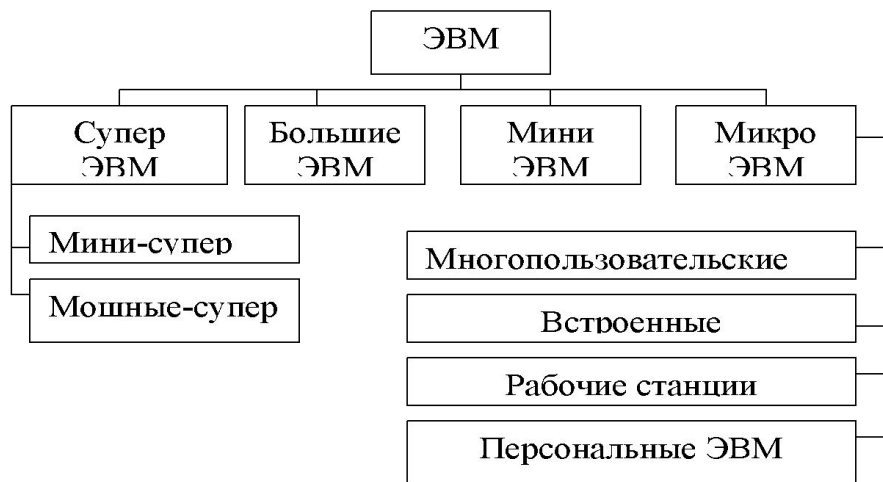 ЭВМ
Супер
ЭВМ
Большие
ЭВМ
Мини
ЭВМ
Микро
ЭВМ
Мини-супер
Мошные-супер
Многопользовательские
Встроенные
Рабочие станции
Персональные ЭВМ